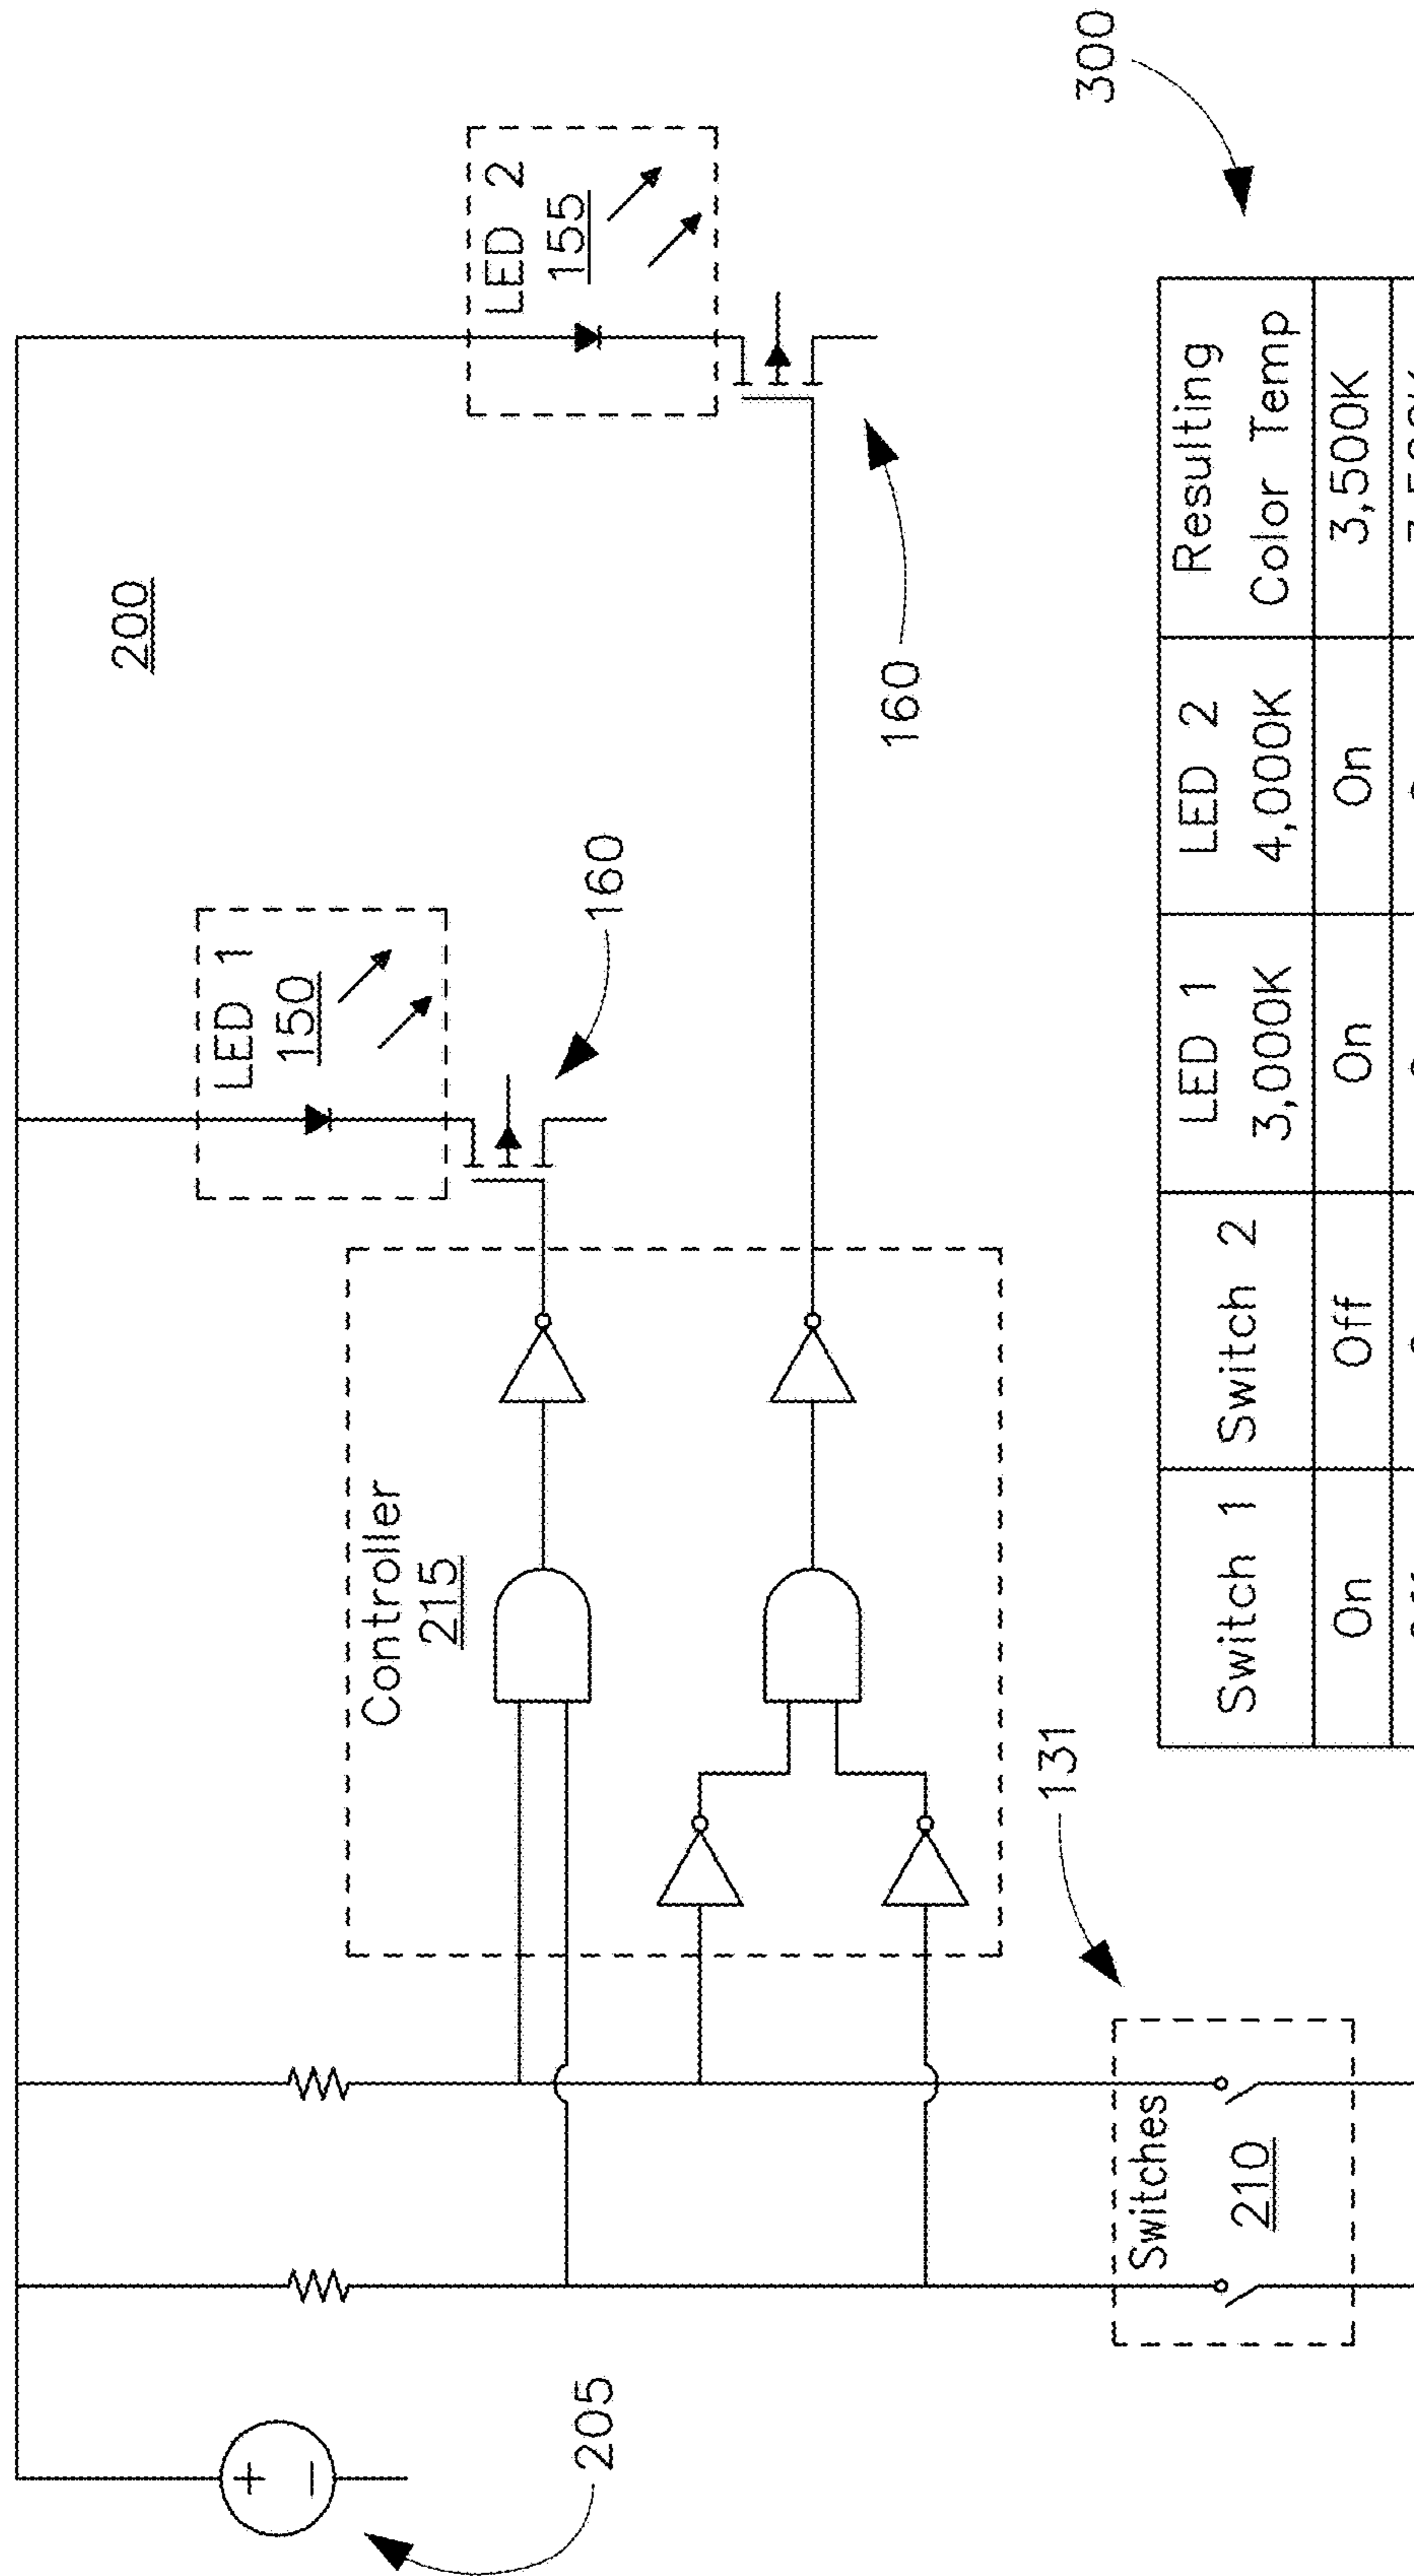 200
LED 1
150
LED 2
155
160
160
Controller
215
205
Switches
210
131
300
Switch 1
Switch 2
LED 1
3,000K
LED 2
4,000K
Resulting
Color Temp
On
Off
On
On
3,500K